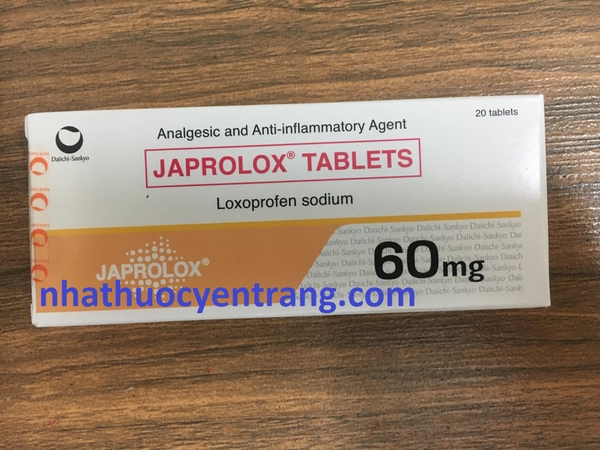 20 tablets
Daiichi-Sankyo
Analgesic and Anti-inflammatory Agent
JAPROLOX® TABLETS
Loxoprofen sodium
JAPROLOX®
60mg
nhathuocyentrang.com